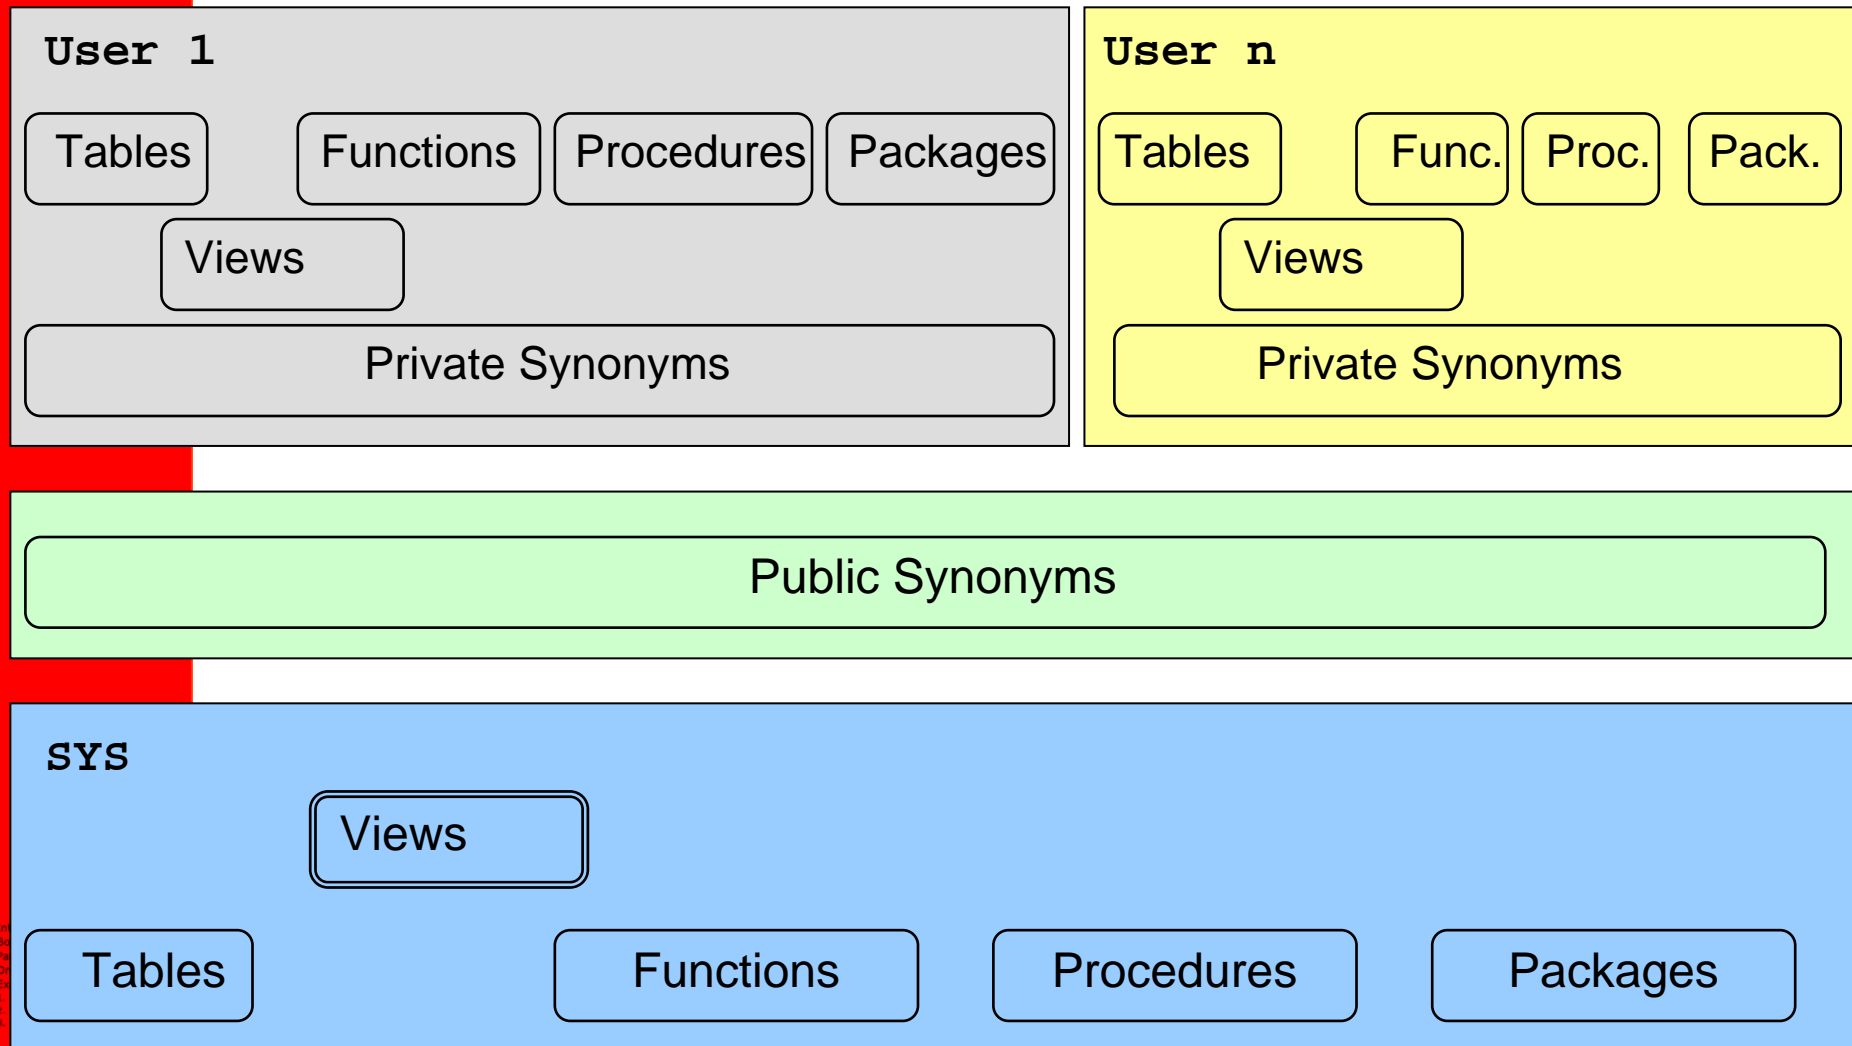 User 1
Tables Functions Procedures Packages
Views
Private Synonyms
User n
Tables Func. Proc. Pack.
Views
Private Synonyms
Public Synonyms
SYS
Views
Tables Functions Procedures Packages